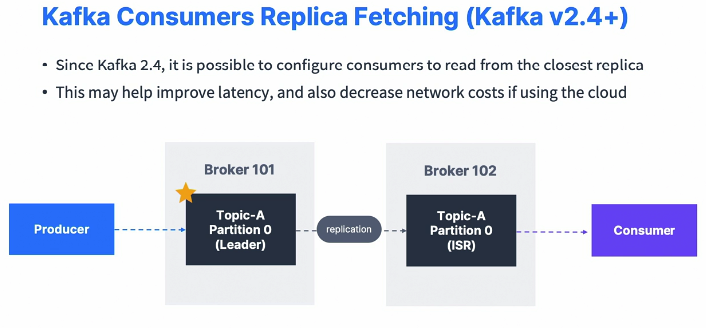 Kafka Consumers Replica Fetching (Kafka v2.4+)
• Since Kafka 2.4, it is possible to configure consumers to read from the closest replica
• This may help improve latency, and also decrease network costs if using the cloud
Broker 101
Broker 102
Producer
Topic-A
Partition 0
(Leader)
replication
Topic-A
Partition 0
(ISR)
Consumer